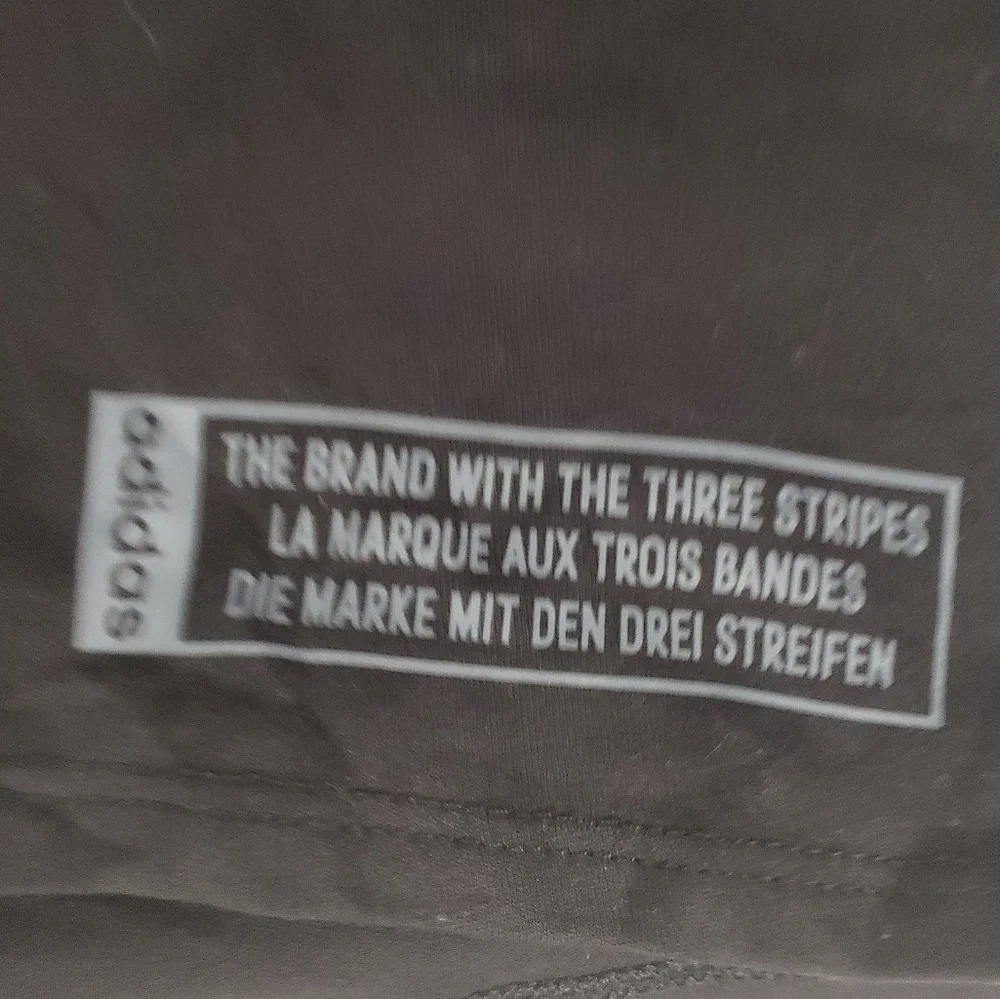 adidas
THE BRAND WITH THE THREE STRIPES
LA MARQUE AUX TROIS BANDES
DIE MARKE MIT DEN DREI STREIFEN